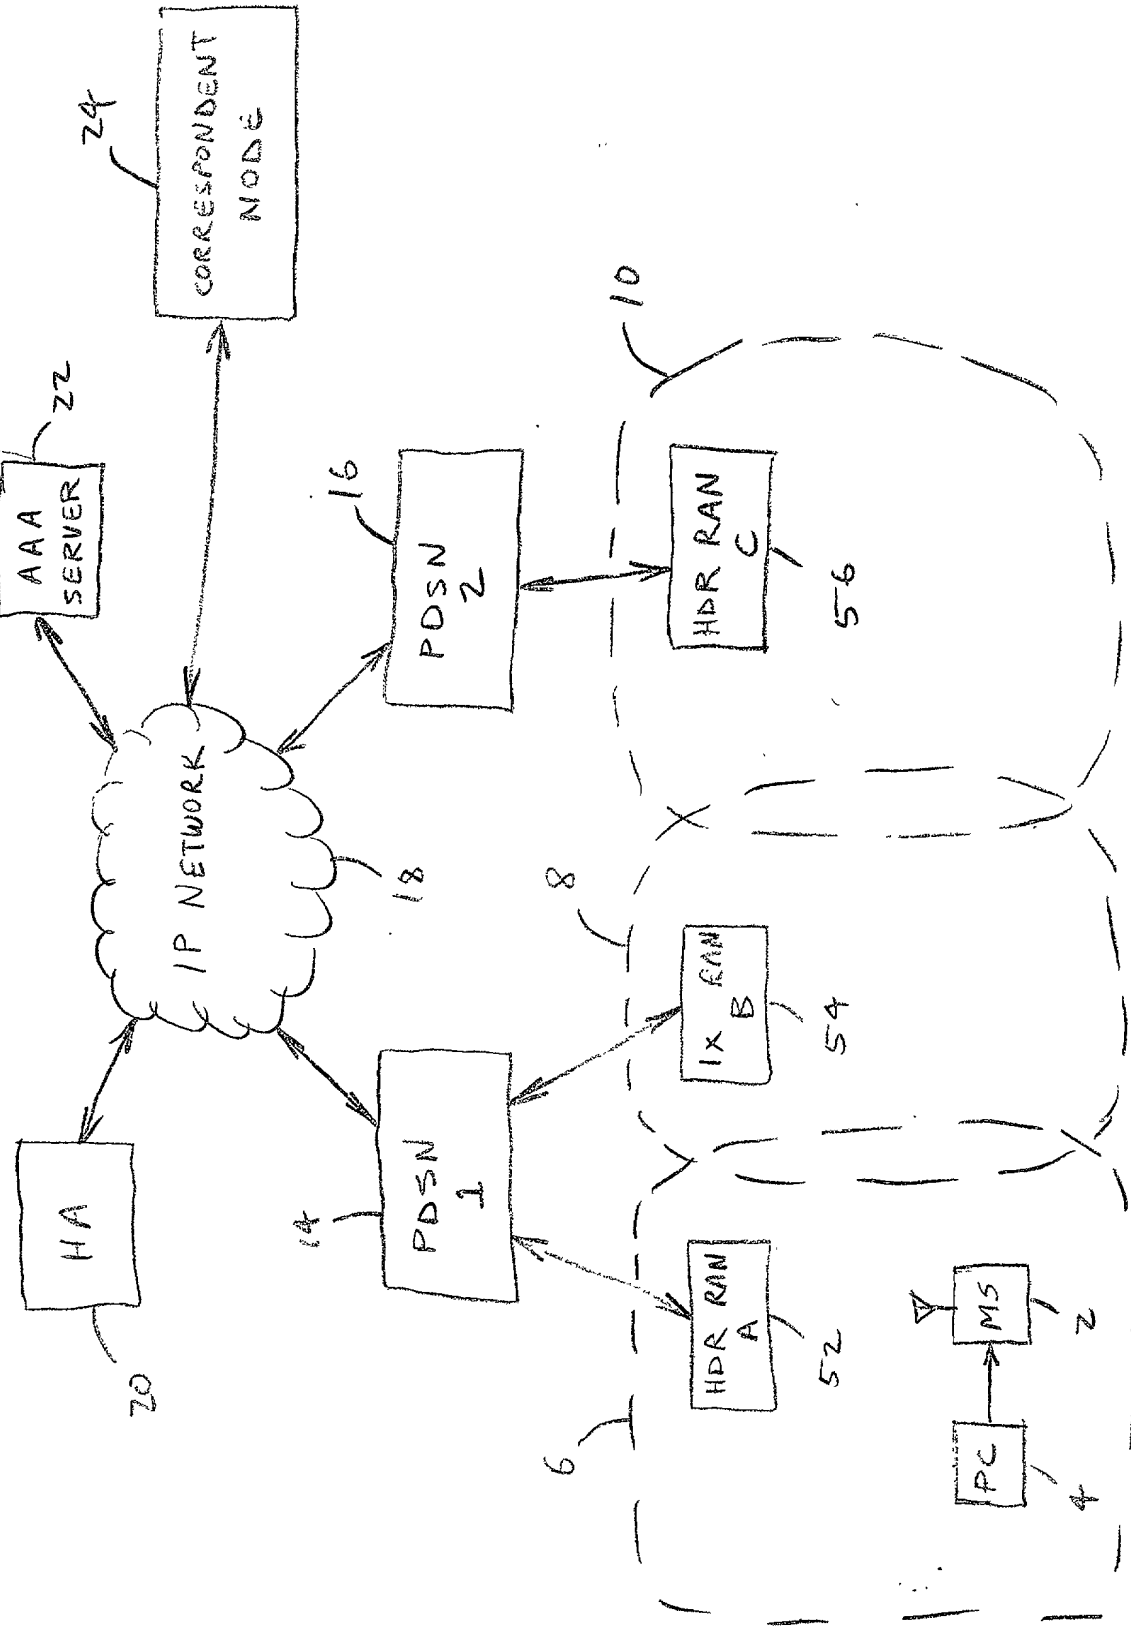 HA
20
AAA
SERVER
22
IP NETWORK
18
CORRESPONDENT
NODE
24
14
PDSN
1
16
PDSN
2
6
8
10
HDR RAN
A
52
1x RAN
B
54
HDR RAN
C
56
PC
4
MS
2